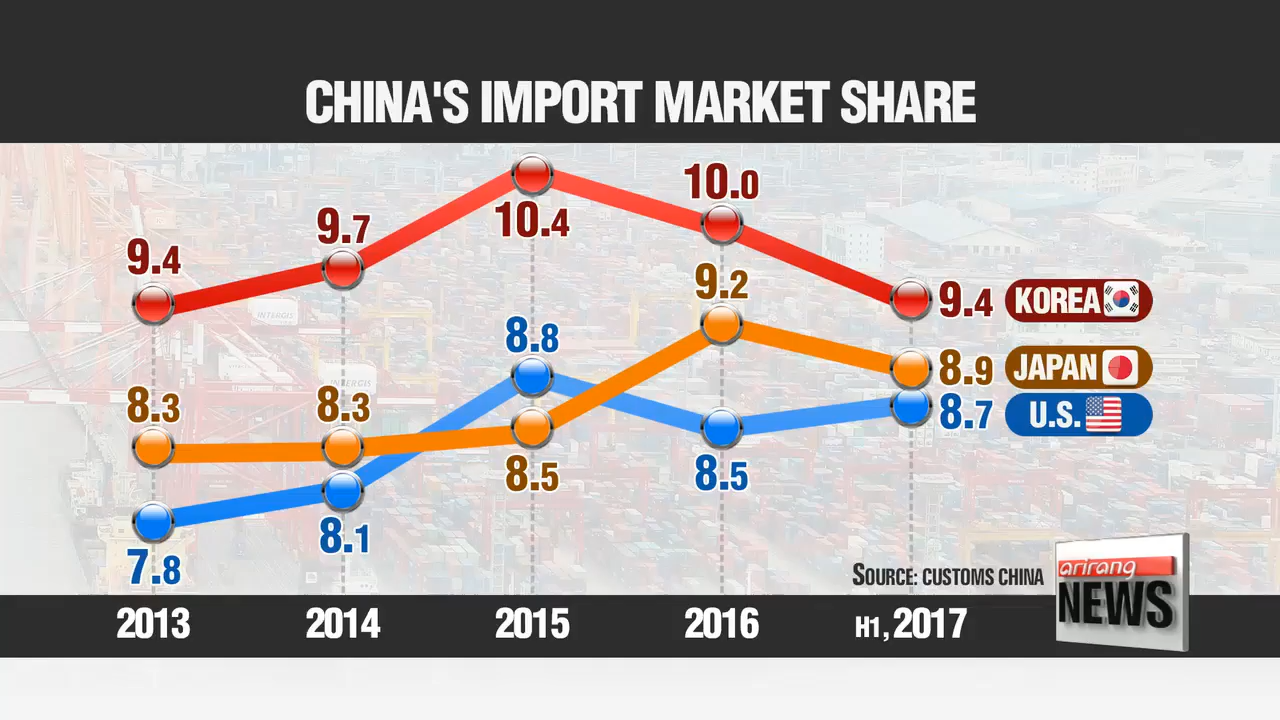 CHINA'S IMPORT MARKET SHARE
9.4
9.7
10.4
10.0
9.4
KOREA
8.3
8.3
8.5
9.2
8.9
JAPAN
7.8
8.1
8.8
8.5
8.7
U.S.
INTERGIS
INTERGIS
SOURCE: CUSTOMS CHINA
2013
2014
2015
2016
H1, 2017
arirang
NEWS